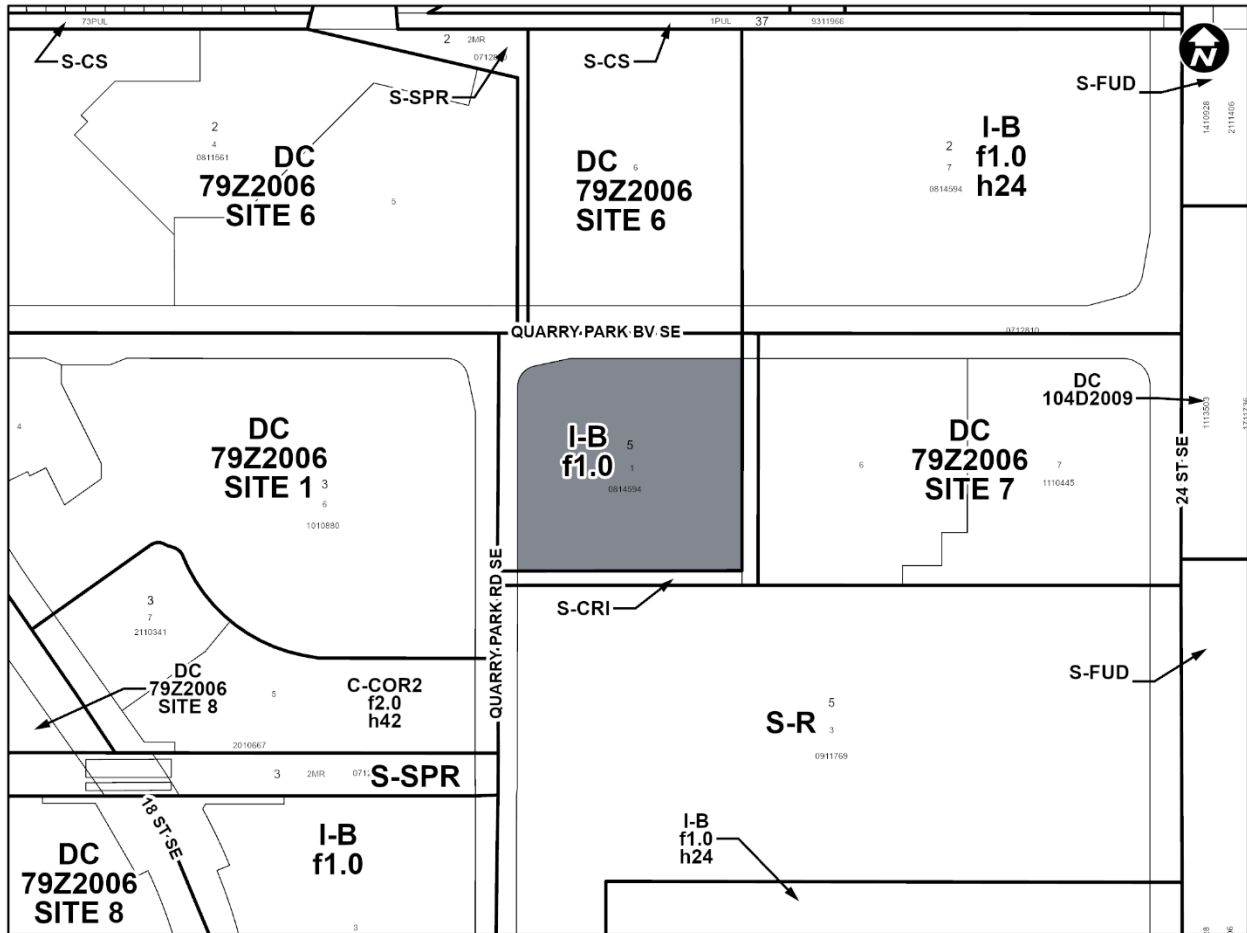 73PUL
1PUL 37 9311966
S-CS
2 2MR
S-CS
N
S-SPR
S-FUD
1410928
2111406
2
4
0811561
DC
79Z2006
SITE 6
5
DC
79Z2006
SITE 6
6
I-B
f1.0
h24
2
7
0814594
QUARRY PARK BV SE
0712810
4
DC
79Z2006
SITE 1
3
6
1010880
I-B
f1.0
5
1
0814594
6
DC
79Z2006
SITE 7
7
1110445
DC
104D2009
1113503
24 ST SE
QUARRY PARK RD SE
S-CRI
3
7
2110341
DC
79Z2006
SITE 8
5
C-COR2
f2.0
h42
2010667
S-FUD
S-R
5
3
0911769
3 2MR
S-SPR
18 ST SE
DC
79Z2006
SITE 8
I-B
f1.0
3
I-B
f1.0
h24